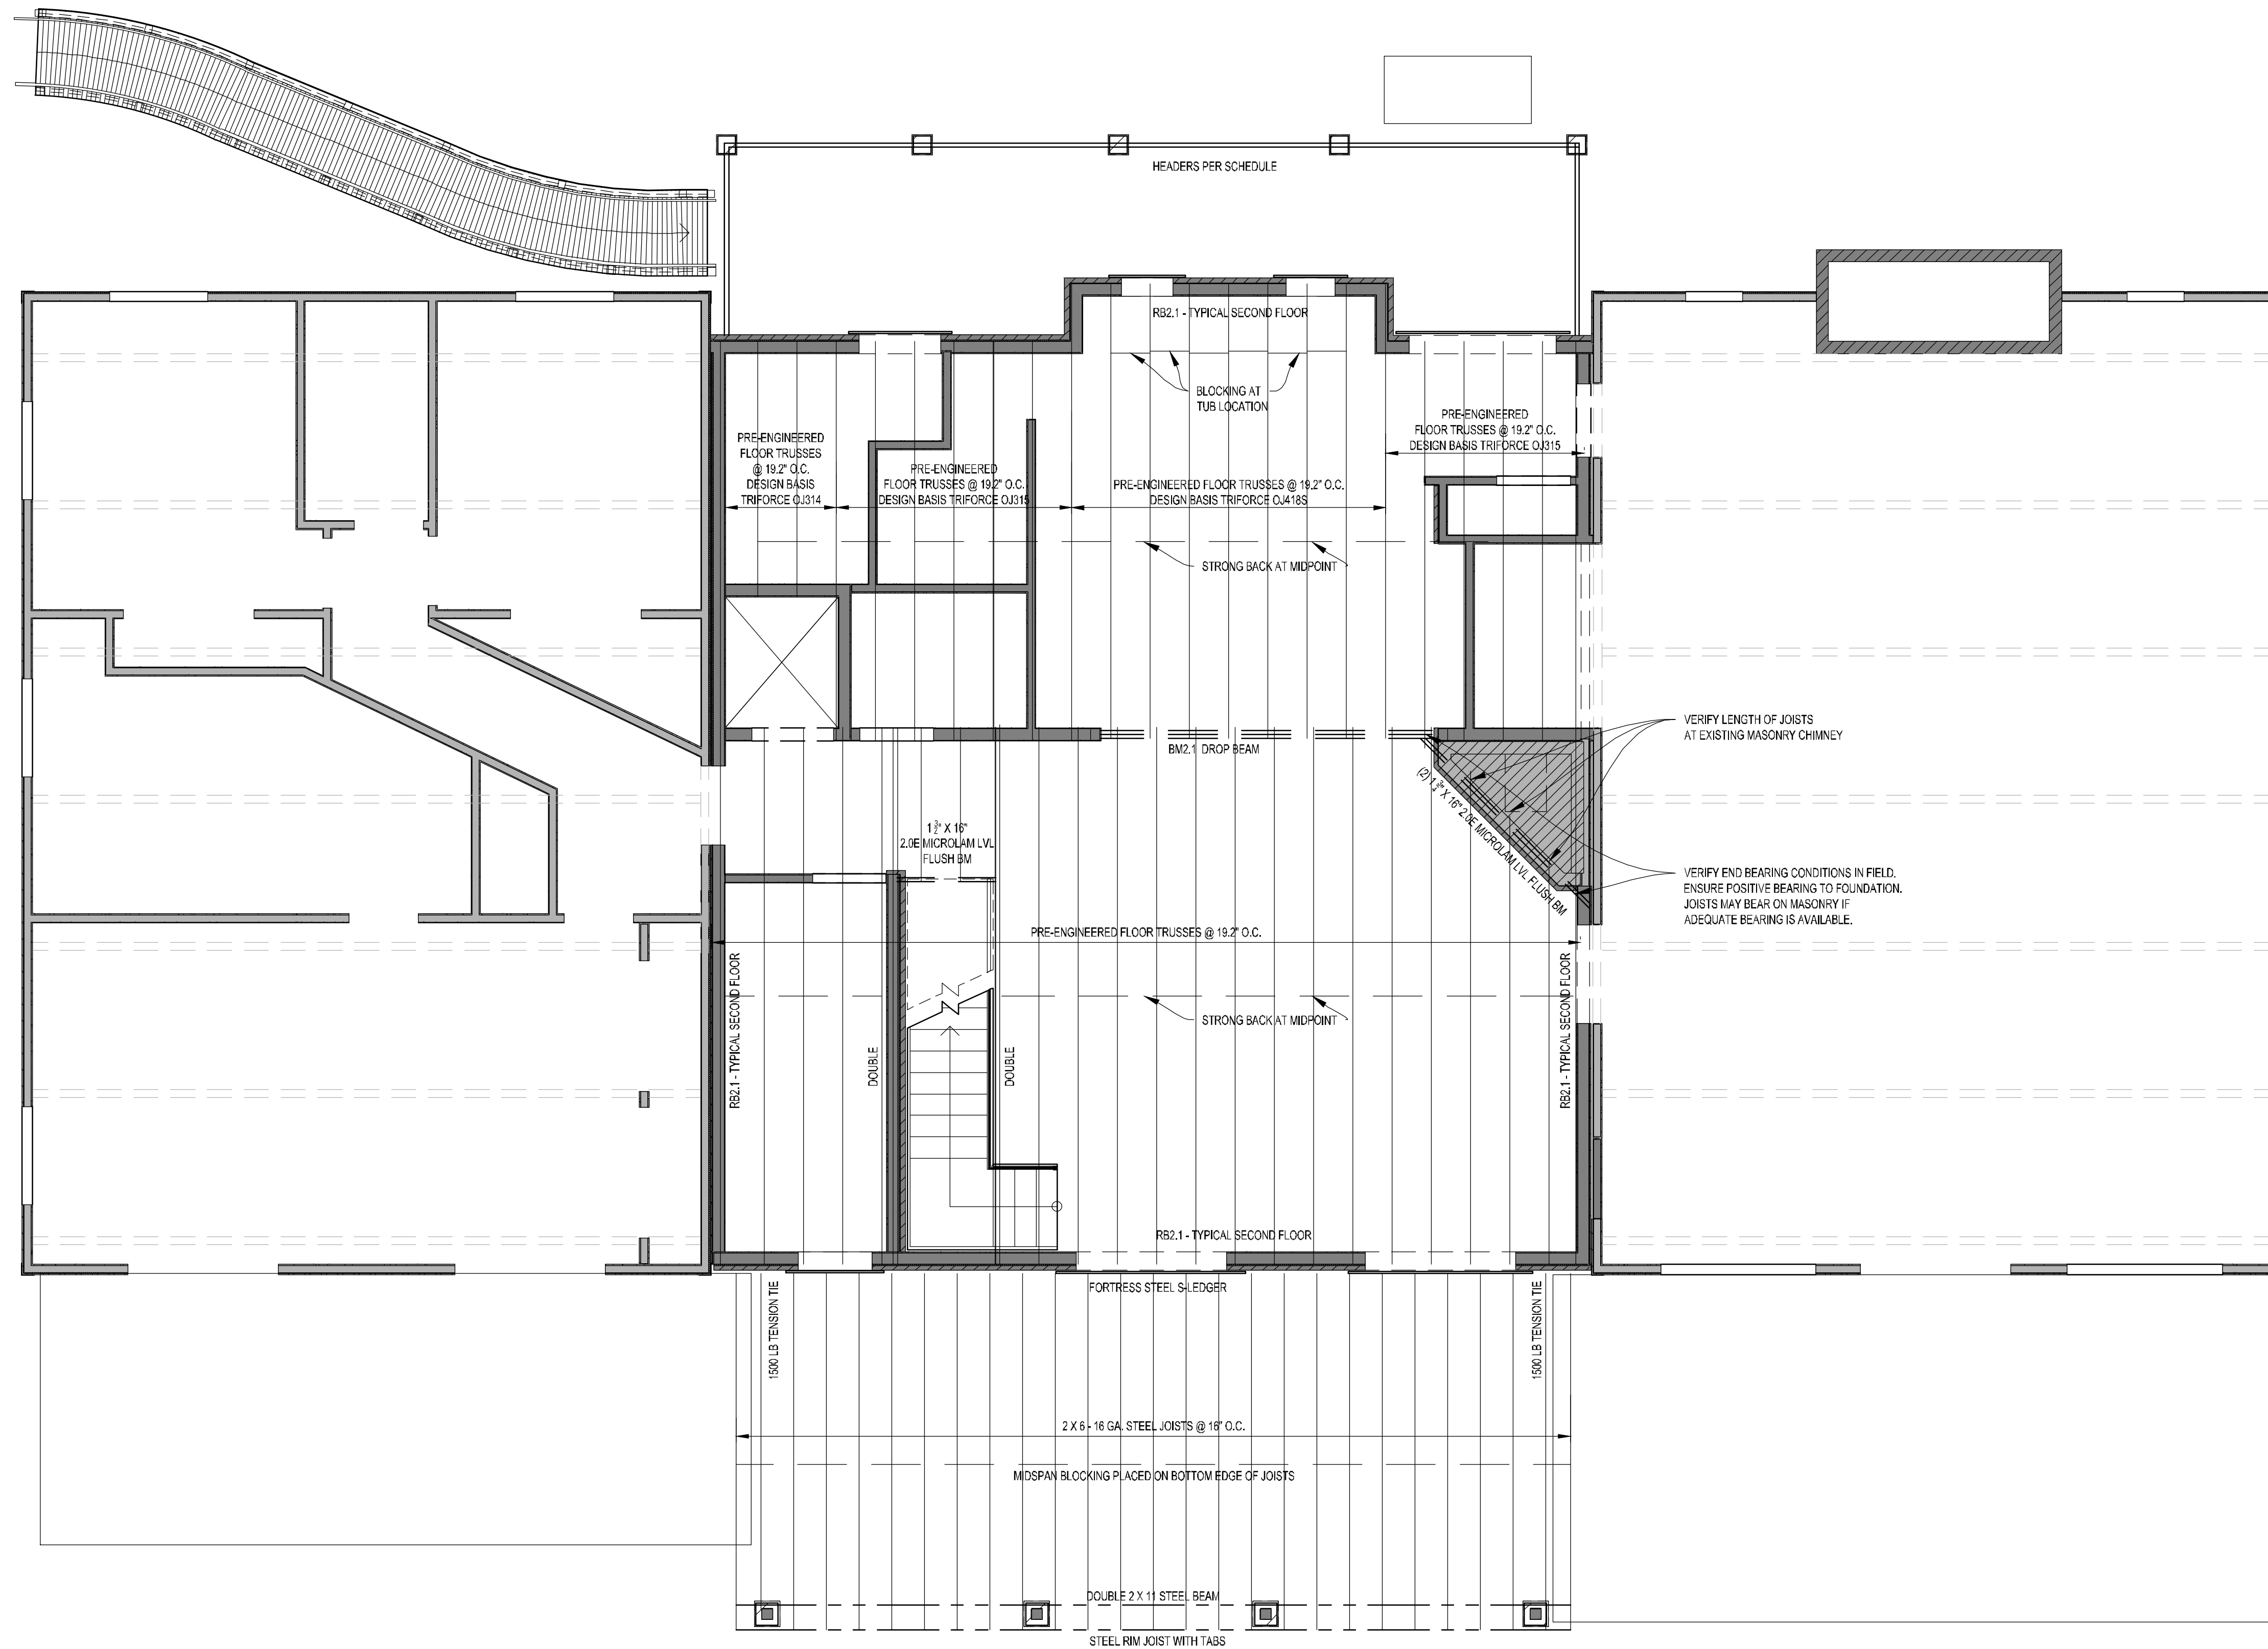 HEADERS PER SCHEDULE
RB2.1 - TYPICAL SECOND FLOOR
BLOCKING AT
TUB LOCATION
PRE-ENGINEERED
FLOOR TRUSSES @ 19.2" O.C.
DESIGN BASIS TRIFORCE OJ315
PRE-ENGINEERED
FLOOR TRUSSES
@ 19.2" O.C.
DESIGN BASIS
TRIFORCE OJ314
PRE-ENGINEERED
FLOOR TRUSSES @ 19.2" O.C.
DESIGN BASIS TRIFORCE OJ315
PRE-ENGINEERED FLOOR TRUSSES @ 19.2" O.C.
DESIGN BASIS TRIFORCE OJ418S
STRONG BACK AT MIDPOINT
VERIFY LENGTH OF JOISTS
AT EXISTING MASONRY CHIMNEY
BM2.1 DROP BEAM
(2) 1 3/4" X 16" 2.0E MICROLAM LVL FLUSH BM
1 3/2" X 16"
2.0E MICROLAM LVL
FLUSH BM
VERIFY END BEARING CONDITIONS IN FIELD.
ENSURE POSITIVE BEARING TO FOUNDATION.
JOISTS MAY BEAR ON MASONRY IF
ADEQUATE BEARING IS AVAILABLE.
PRE-ENGINEERED FLOOR TRUSSES @ 19.2" O.C.
RB2.1 - TYPICAL SECOND FLOOR
RB2.1 - TYPICAL SECOND FLOOR
STRONG BACK AT MIDPOINT
DOUBLE
DOUBLE
RB2.1 - TYPICAL SECOND FLOOR
FORTRESS STEEL S-LEDGER
1500 LB TENSION TIE
1500 LB TENSION TIE
2 X 6 - 16 GA. STEEL JOISTS @ 16" O.C.
MIDSPAN BLOCKING PLACED ON BOTTOM EDGE OF JOISTS
DOUBLE 2 X 11 STEEL BEAM
STEEL RIM JOIST WITH TABS